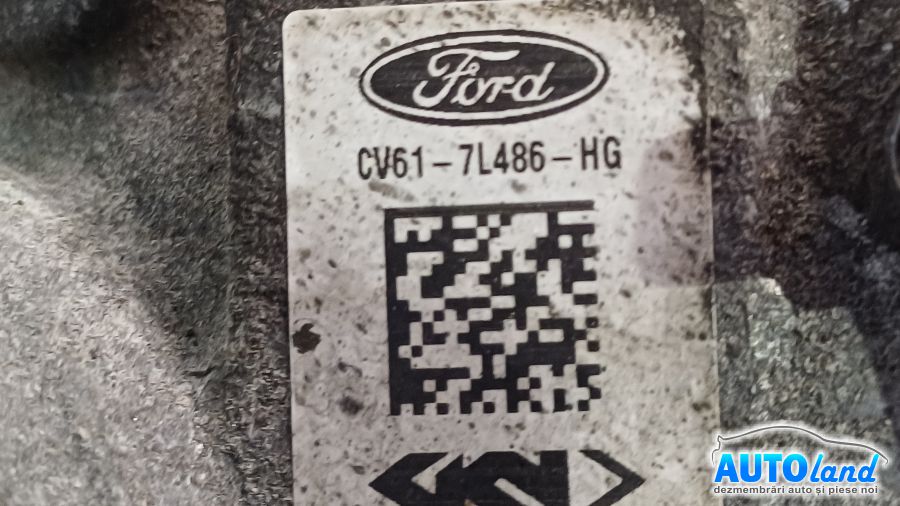 Ford
CV61-7L486-HG
AUTOland
dezmembrări auto și piese noi